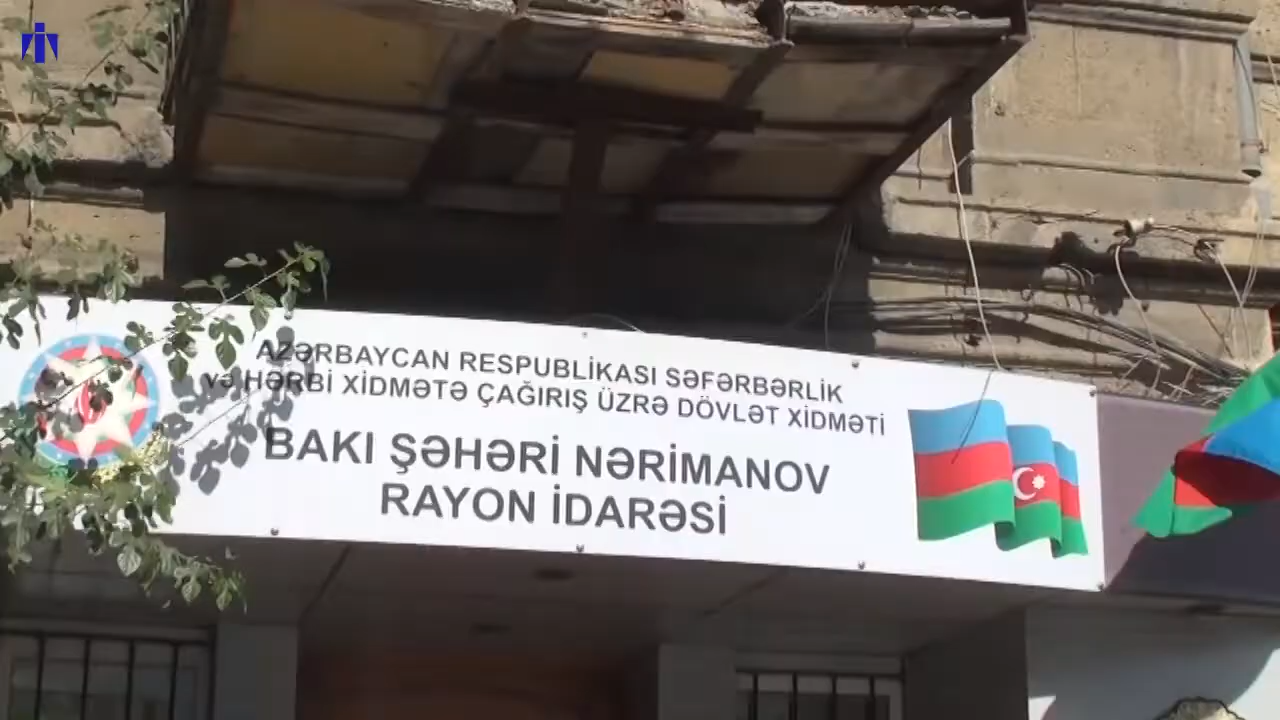 AZƏRBAYCAN RESPUBLİKASI SƏFƏRBƏRLİK
VƏ HƏRBİ XİDMƏTƏ ÇAĞIRIŞ ÜZRƏ DÖVLƏT XİDMƏTİ
BAKI ŞƏHƏRİ NƏRİMANOV
RAYON İDARƏSİ